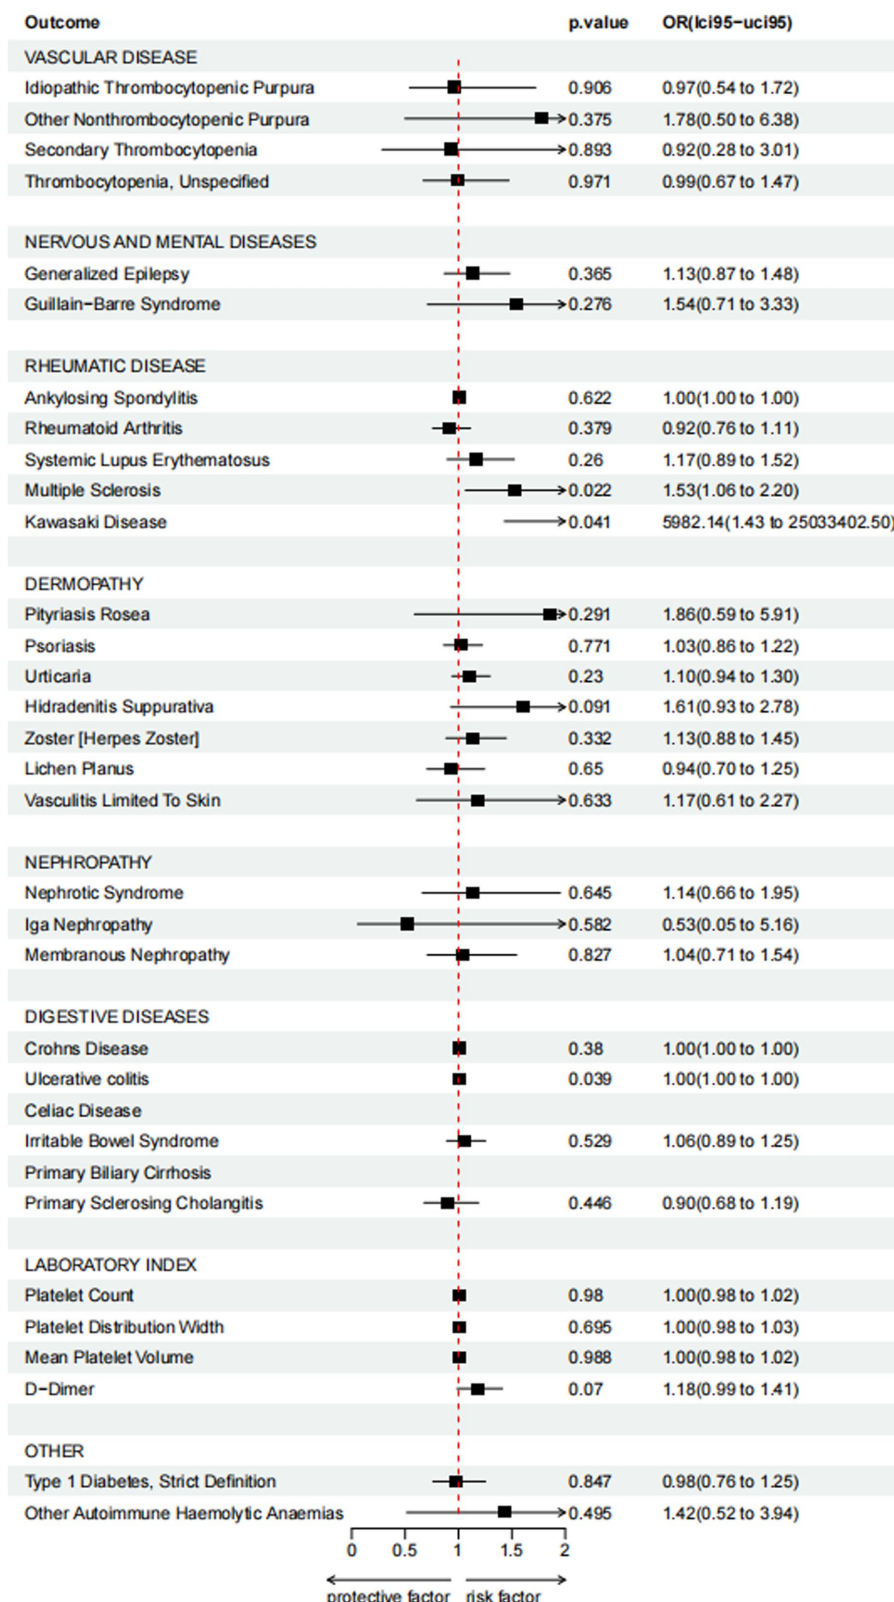 Outcome p.value OR(lci95−uci95)
VASCULAR DISEASE
Idiopathic Thrombocytopenic Purpura 0.906 0.97(0.54 to 1.72)
Other Nonthrombocytopenic Purpura 0.375 1.78(0.50 to 6.38)
Secondary Thrombocytopenia 0.893 0.92(0.28 to 3.01)
Thrombocytopenia, Unspecified 0.971 0.99(0.67 to 1.47)
NERVOUS AND MENTAL DISEASES
Generalized Epilepsy 0.365 1.13(0.87 to 1.48)
Guillain−Barre Syndrome 0.276 1.54(0.71 to 3.33)
RHEUMATIC DISEASE
Ankylosing Spondylitis 0.622 1.00(1.00 to 1.00)
Rheumatoid Arthritis 0.379 0.92(0.76 to 1.11)
Systemic Lupus Erythematosus 0.26 1.17(0.89 to 1.52)
Multiple Sclerosis 0.022 1.53(1.06 to 2.20)
Kawasaki Disease 0.041 5982.14(1.43 to 25033402.50)
DERMOPATHY
Pityriasis Rosea 0.291 1.86(0.59 to 5.91)
Psoriasis 0.771 1.03(0.86 to 1.22)
Urticaria 0.23 1.10(0.94 to 1.30)
Hidradenitis Suppurativa 0.091 1.61(0.93 to 2.78)
Zoster [Herpes Zoster] 0.332 1.13(0.88 to 1.45)
Lichen Planus 0.65 0.94(0.70 to 1.25)
Vasculitis Limited To Skin 0.633 1.17(0.61 to 2.27)
NEPHROPATHY
Nephrotic Syndrome 0.645 1.14(0.66 to 1.95)
Iga Nephropathy 0.582 0.53(0.05 to 5.16)
Membranous Nephropathy 0.827 1.04(0.71 to 1.54)
DIGESTIVE DISEASES
Crohns Disease 0.38 1.00(1.00 to 1.00)
Ulcerative colitis 0.039 1.00(1.00 to 1.00)
Celiac Disease
Irritable Bowel Syndrome 0.529 1.06(0.89 to 1.25)
Primary Biliary Cirrhosis
Primary Sclerosing Cholangitis 0.446 0.90(0.68 to 1.19)
LABORATORY INDEX
Platelet Count 0.98 1.00(0.98 to 1.02)
Platelet Distribution Width 0.695 1.00(0.98 to 1.03)
Mean Platelet Volume 0.988 1.00(0.98 to 1.02)
D−Dimer 0.07 1.18(0.99 to 1.41)
OTHER
Type 1 Diabetes, Strict Definition 0.847 0.98(0.76 to 1.25)
Other Autoimmune Haemolytic Anaemias 0.495 1.42(0.52 to 3.94)
0 0.5 1 1.5 2
protective factor risk factor